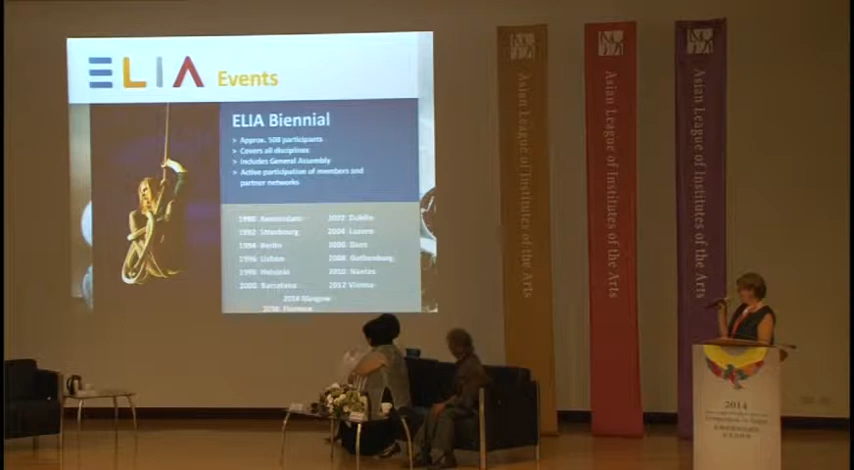 ELIA Events
ELIA Biennial
> Approx. 500 participants
> Covers all disciplines
> Includes General Assembly
> Active participation of members and
partner networks
1990 Amsterdam 2002 Dublin
1992 Strasbourg 2004 Luzern
1994 Berlin 2006 Gent
1996 Lisbon 2008 Gothenburg
1998 Helsinki 2010 Nantes
2000 Barcelona 2012 Vienna
2014 Glasgow
2016 Florence
Asian League of Institutes of the Arts
Asian League of Institutes of the Arts
Asian League of Institutes of the Arts
2014